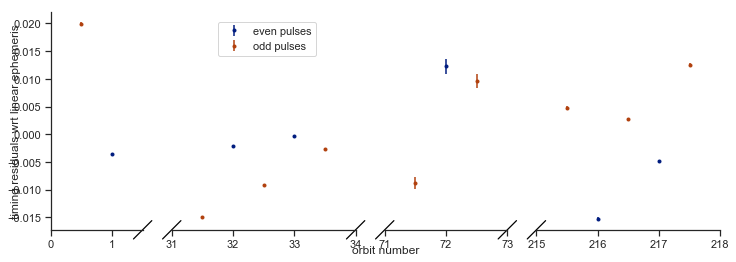 even pulses
odd pulses
timing residuals wrt linear ephemeris
0.020
0.015
0.010
0.005
0.000
0.005
0.010
0.015
0 1 31 32 33 34 71 72 73 215 216 217 218
orbit number